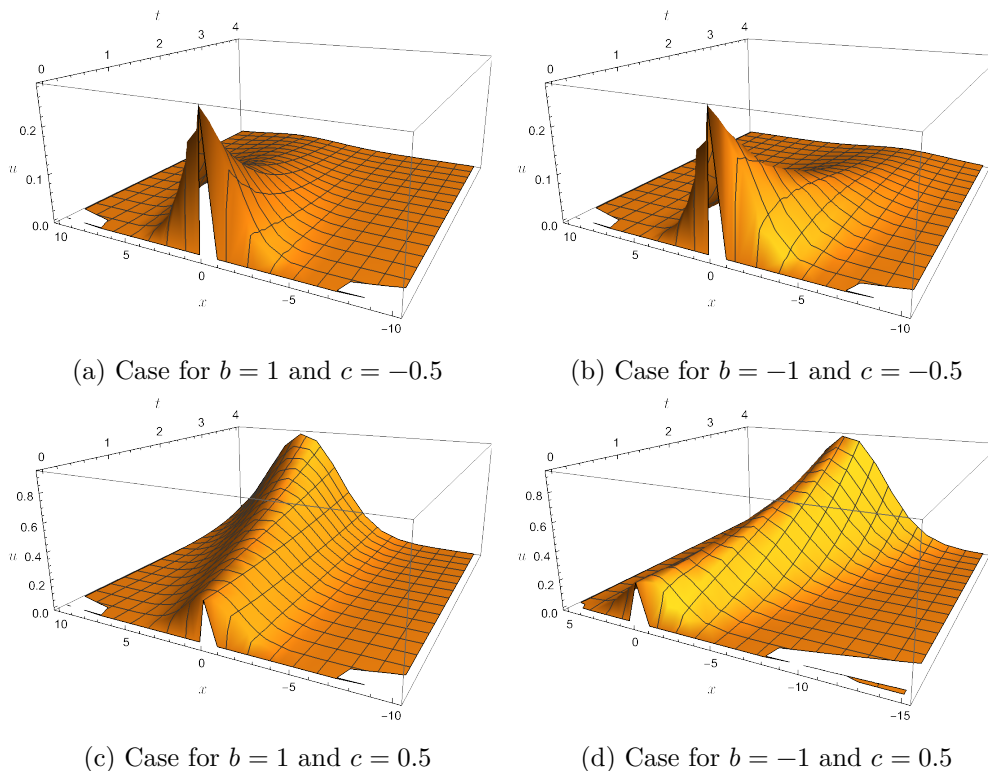 t t
0 1 2 3 4 0 1 2 3 4
0.2 0.2
u 0.1 u 0.1
0.0 0.0
10 5 0 −5 −10 10 5 0 −5 −10
x x
(a) Case for b = 1 and c = −0.5 (b) Case for b = −1 and c = −0.5
t t
0 1 2 3 4 0 1 2 3 4
0.8 0.8
0.6 0.6
u 0.4 u 0.4
0.2 0.2
0.0 0.0
10 5 0 −5 −10 5 0 −5 −10 −15
x x
(c) Case for b = 1 and c = 0.5 (d) Case for b = −1 and c = 0.5